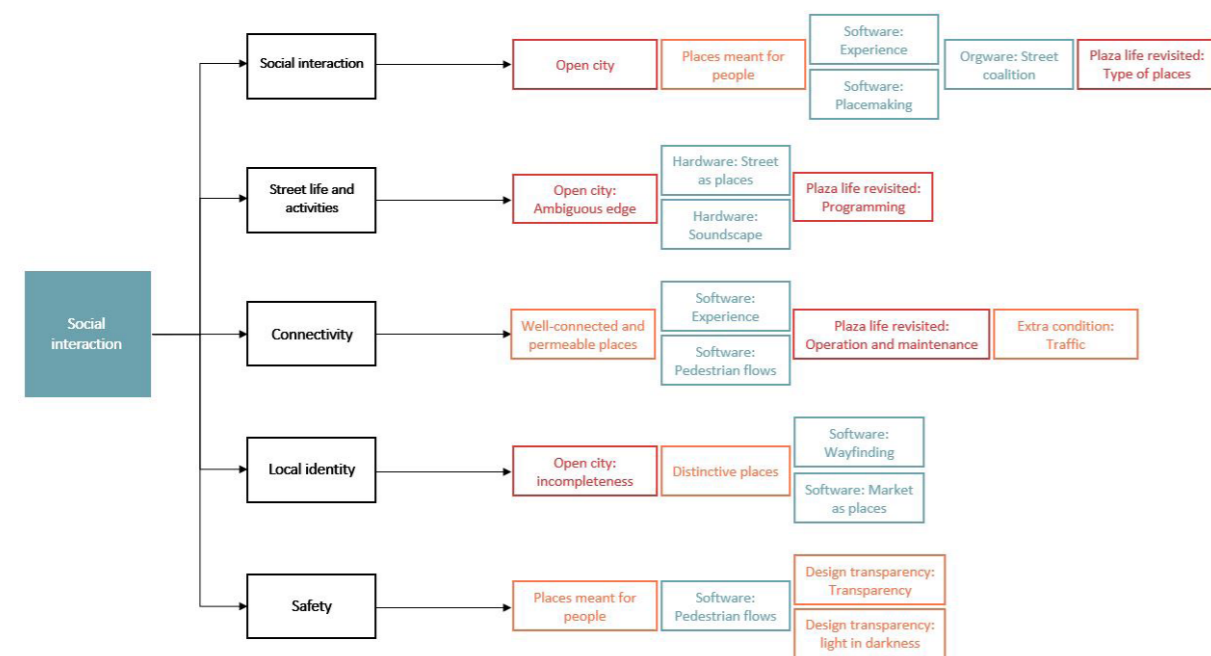 Social
interaction
Social interaction
Open city
Places meant for
people
Software:
Experience
Software:
Placemaking
Orgware: Street
coalition
Plaza life revisited:
Type of places
Street life and
activities
Open city:
Ambiguous edge
Hardware: Street
as places
Hardware:
Soundscape
Plaza life revisited:
Programming
Connectivity
Well-connected and
permeable places
Software:
Experience
Software:
Pedestrian flows
Plaza life revisited:
Operation and maintenance
Extra condition:
Traffic
Local identity
Open city:
incompleteness
Distinctive places
Software:
Wayfinding
Software: Market
as places
Safety
Places meant for
people
Software:
Pedestrian flows
Design transparency:
Transparency
Design transparency:
light in darkness